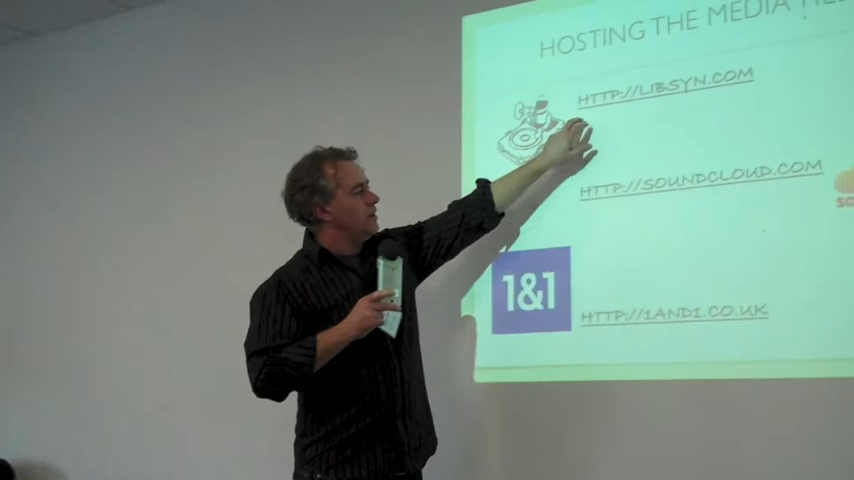 HOSTING THE MEDIA
HTTP://LIBSYN.COM
HTTP://SOUNDCLOUD.COM
1&1
HTTP://1AND1.CO.UK